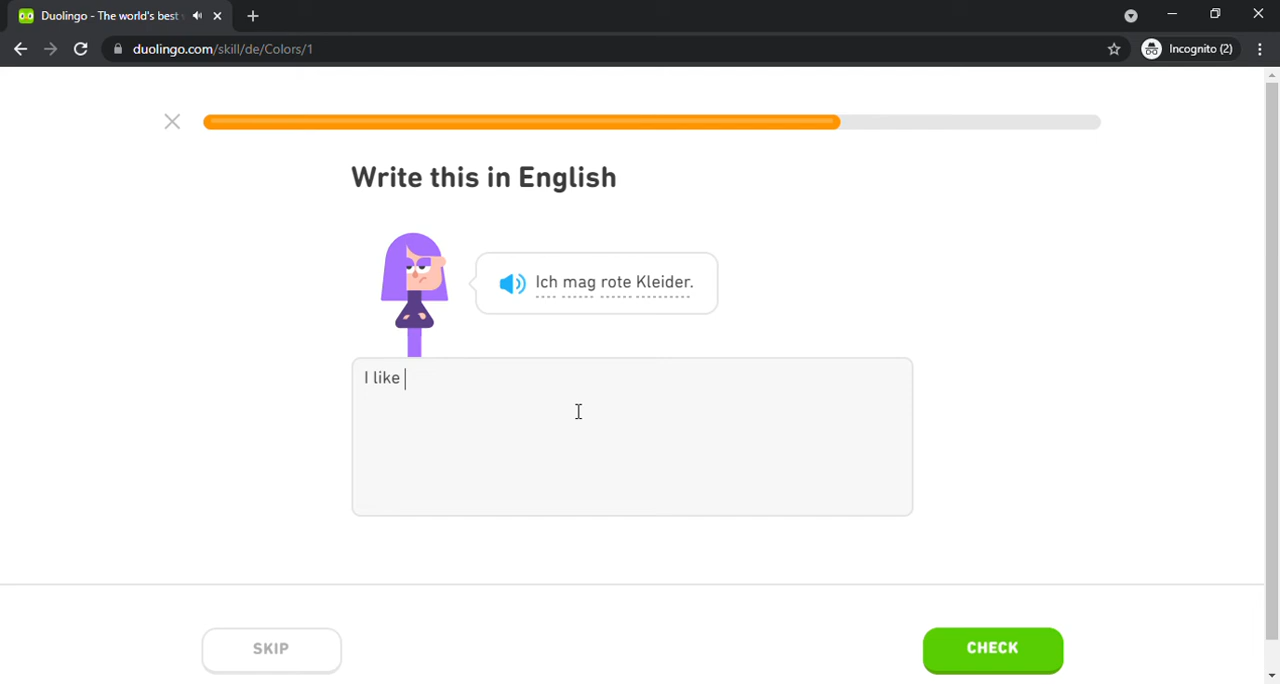 Duolingo - The world's best
duolingo.com/skill/de/Colors/1
Incognito (2)
Write this in English
Ich mag rote Kleider.
I like
SKIP
CHECK